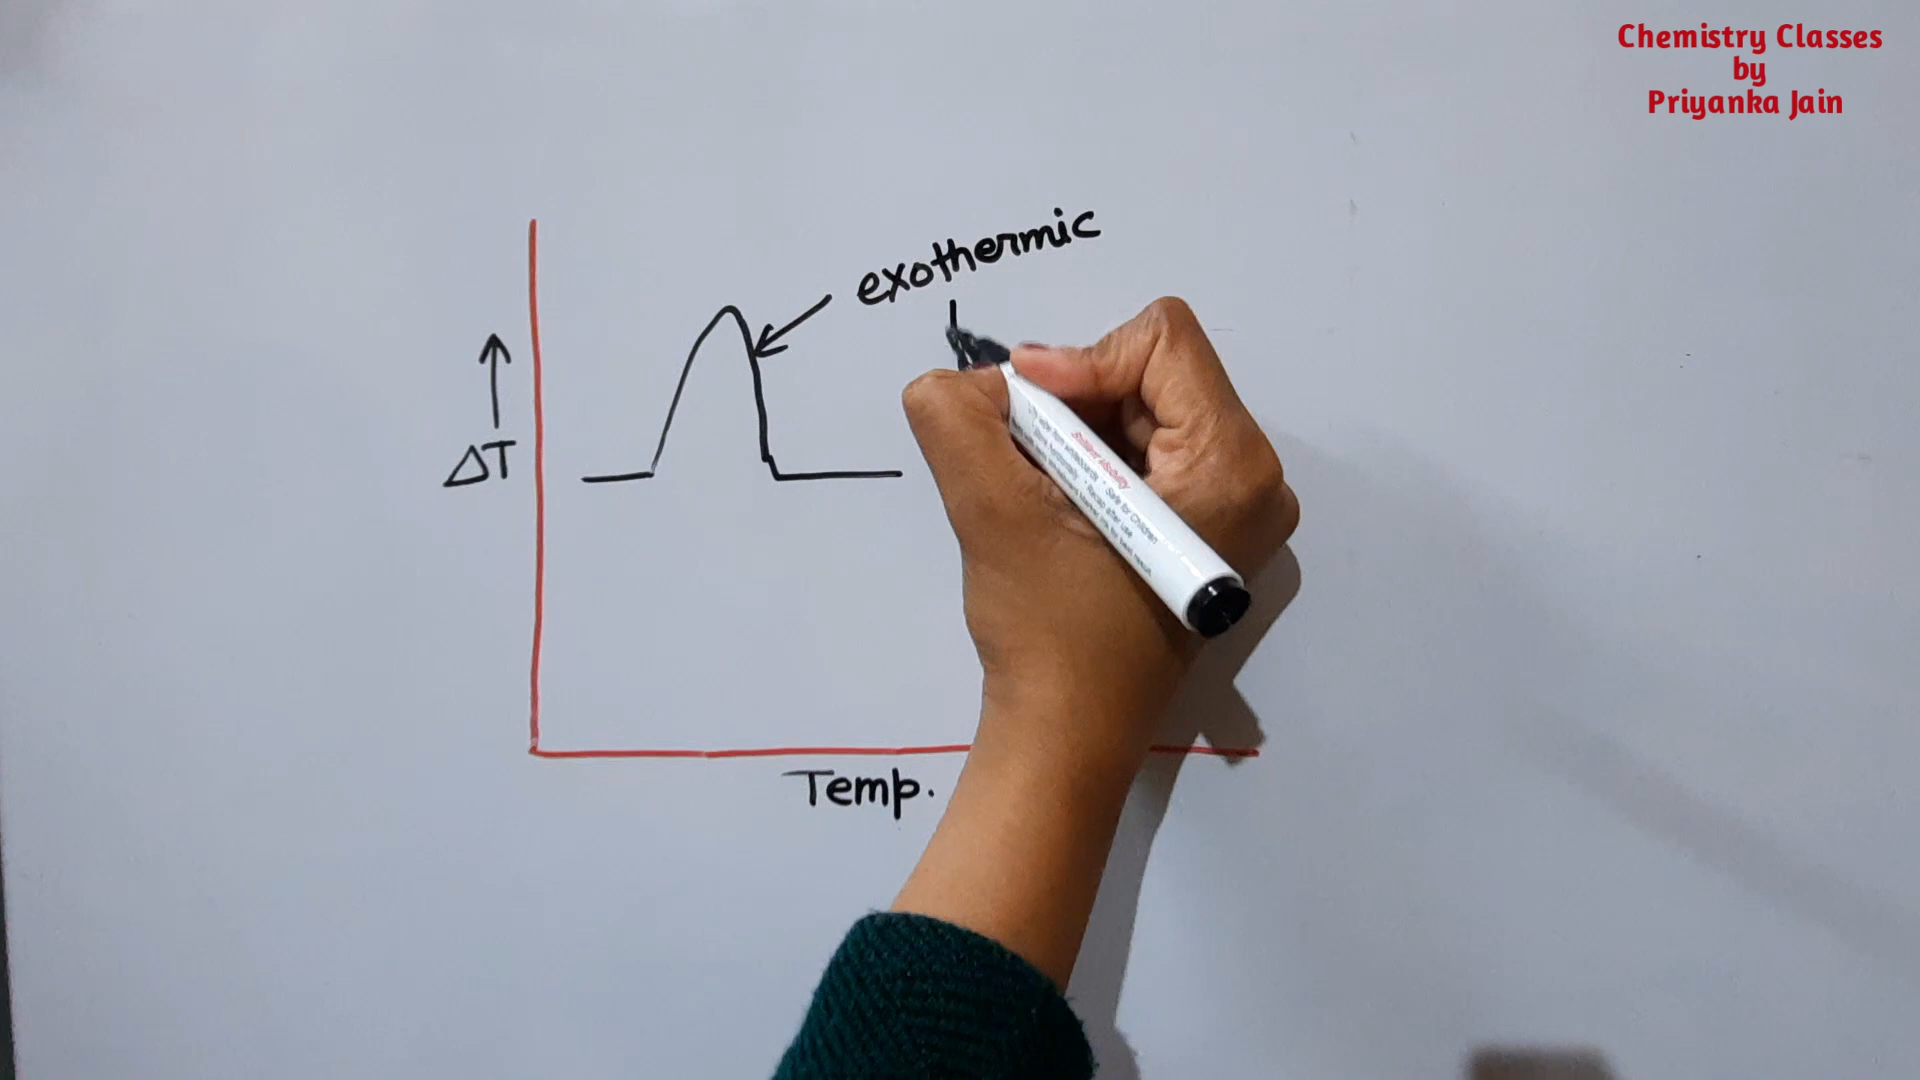 Chemistry Classes
by
Priyanka Jain
exothermic
ΔT
Temp.